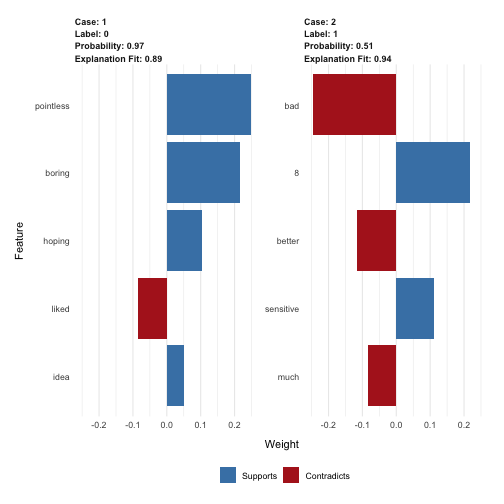 Case: 1
Label: 0
Probability: 0.97
Explanation Fit: 0.89
Case: 2
Label: 1
Probability: 0.51
Explanation Fit: 0.94
pointless
boring
hoping
liked
idea
bad
8
better
sensitive
much
Feature
-0.2 -0.1 0.0 0.1 0.2
-0.2 -0.1 0.0 0.1 0.2
Weight
Supports Contradicts